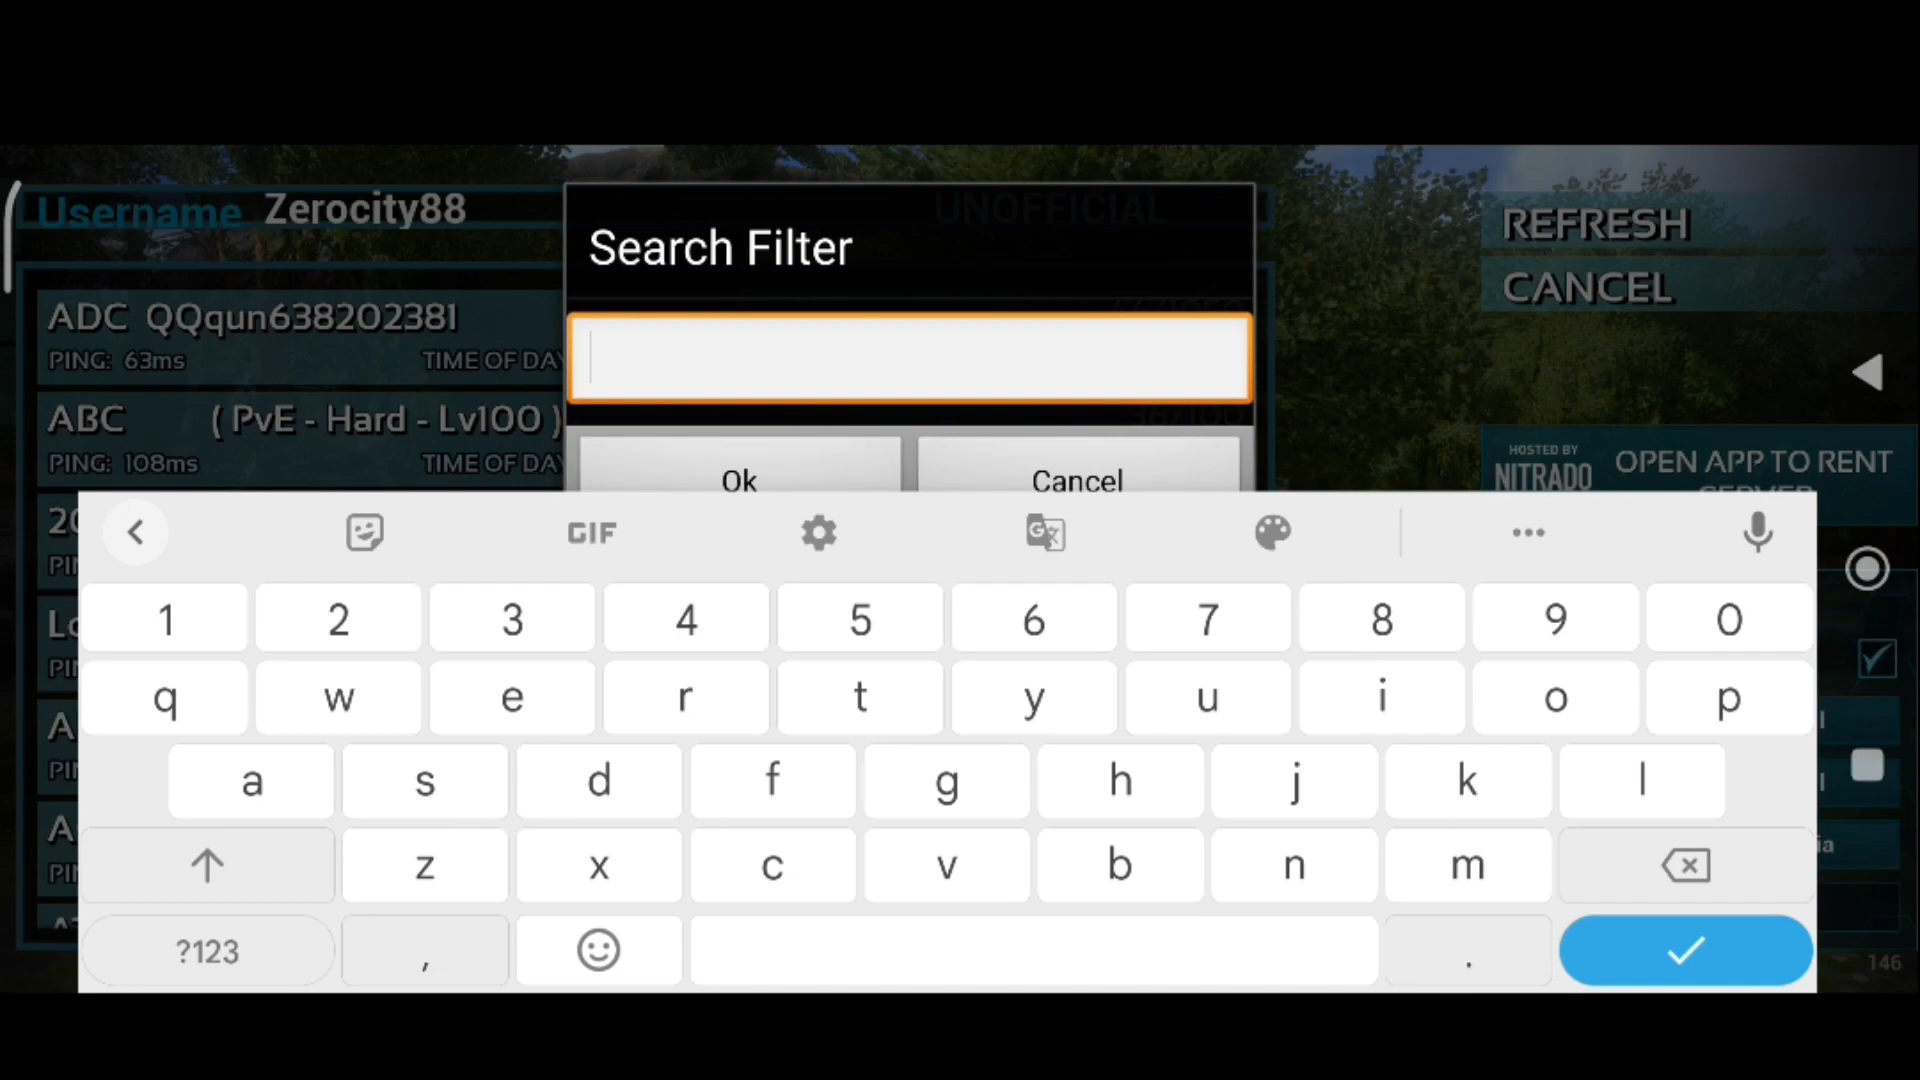 Username Zerocity88
UNOFFICIAL
REFRESH
CANCEL
Search Filter
ADC QQqun638202381
PING: 63ms TIME OF DAY
ABC ( PvE - Hard - Lv100 )
PING: 108ms TIME OF DAY
Ok
Cancel
HOSTED BY
NITRADO
OPEN APP TO RENT
SERVER
GIF
1 2 3 4 5 6 7 8 9 0
q w e r t y u i o p
a s d f g h j k l
z x c v b n m
?123 , .
146